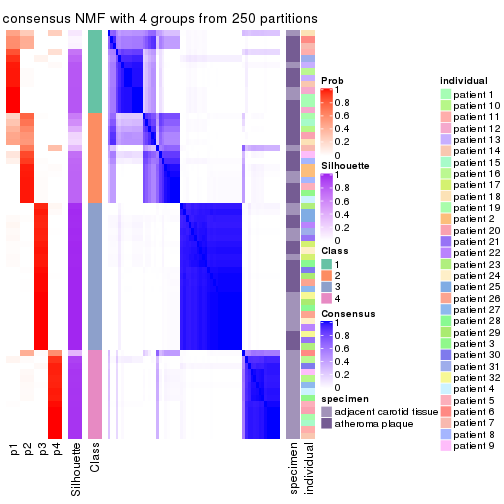 consensus NMF with 4 groups from 250 partitions
Prob
1
0.8
0.6
0.4
0.2
0
Silhouette
1
0.8
0.6
0.4
0.2
0
Class
1
2
3
4
Consensus
1
0.8
0.6
0.4
0.2
0
specimen
adjacent carotid tissue
atheroma plaque
individual
patient 1
patient 10
patient 11
patient 12
patient 13
patient 14
patient 15
patient 16
patient 17
patient 18
patient 19
patient 2
patient 20
patient 21
patient 22
patient 23
patient 24
patient 25
patient 26
patient 27
patient 28
patient 29
patient 3
patient 30
patient 31
patient 32
patient 4
patient 5
patient 6
patient 7
patient 8
patient 9
p1
p2
p3
p4
Silhouette
Class
specimen
individual